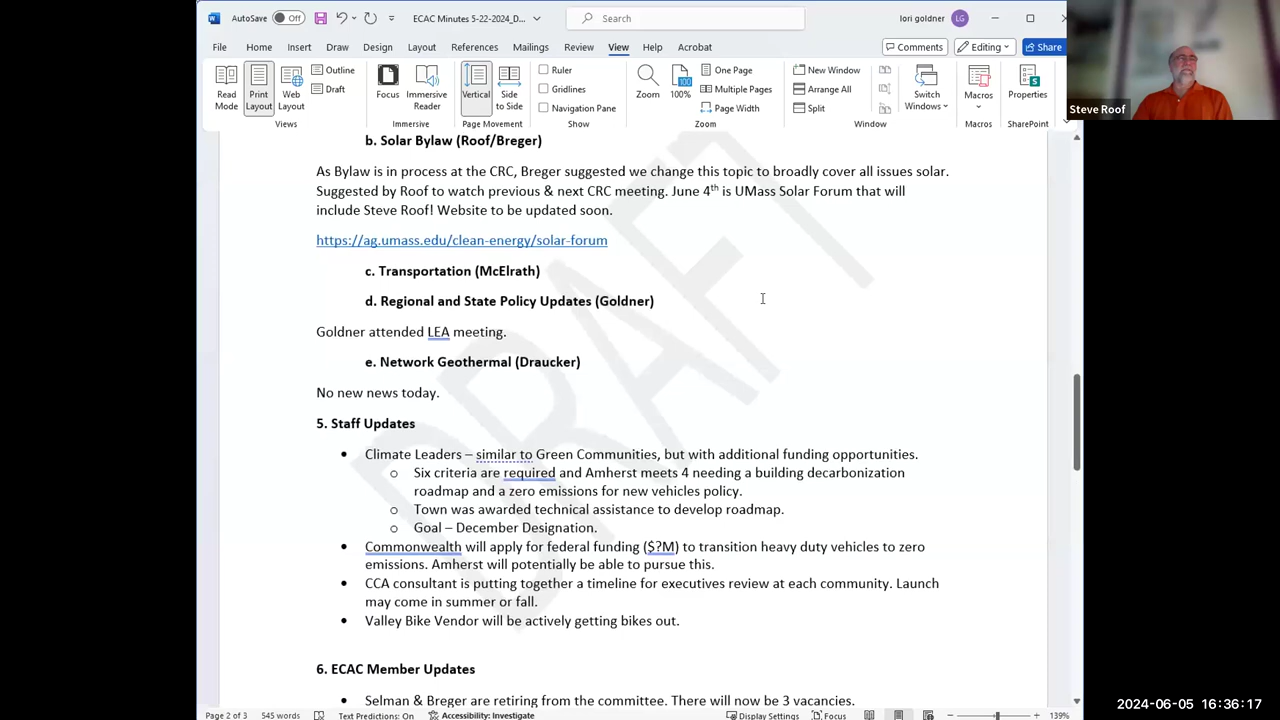 AutoSave Off ECAC Minutes 5-22-2024_D... Search lori goldner LG
File Home Insert Draw Design Layout References Mailings Review View Help Acrobat Comments Editing Share
Read Mode Print Layout Web Layout Outline Draft Focus Immersive Reader Vertical Side to Side Ruler Gridlines Navigation Pane Zoom 100 100% One Page Multiple Pages Page Width New Window Arrange All Split Switch Windows Macros Properties
Views Immersive Page Movement Show Zoom Window Macros SharePoint
Steve Roof
DRAFT
b. Solar Bylaw (Roof/Breger)
As Bylaw is in process at the CRC, Breger suggested we change this topic to broadly cover all issues solar.
Suggested by Roof to watch previous & next CRC meeting. June 4th is UMass Solar Forum that will
include Steve Roof! Website to be updated soon.
https://ag.umass.edu/clean-energy/solar-forum
c. Transportation (McElrath)
d. Regional and State Policy Updates (Goldner)
Goldner attended LEA meeting.
e. Network Geothermal (Draucker)
No new news today.
5. Staff Updates
• Climate Leaders – similar to Green Communities, but with additional funding opportunities.
o Six criteria are required and Amherst meets 4 needing a building decarbonization
roadmap and a zero emissions for new vehicles policy.
o Town was awarded technical assistance to develop roadmap.
o Goal – December Designation.
• Commonwealth will apply for federal funding ($?M) to transition heavy duty vehicles to zero
emissions. Amherst will potentially be able to pursue this.
• CCA consultant is putting together a timeline for executives review at each community. Launch
may come in summer or fall.
• Valley Bike Vendor will be actively getting bikes out.
6. ECAC Member Updates
• Selman & Breger are retiring from the committee. There will now be 3 vacancies.
Page 2 of 3 545 words Text Predictions: On Accessibility: Investigate Display Settings Focus 139%
2024-06-05 16:36:17